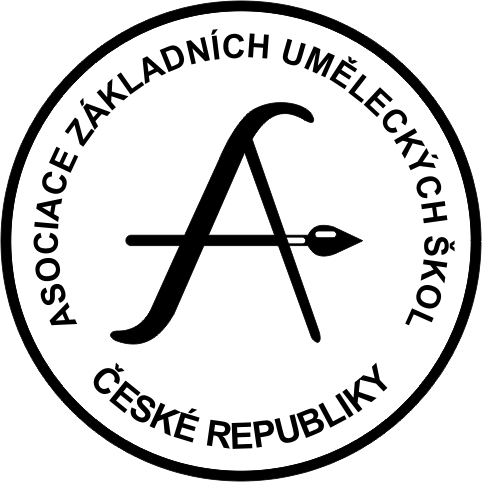 ASOCIACE ZÁKLADNÍCH UMĚLECKÝCH ŠKOL
ČESKÉ REPUBLIKY